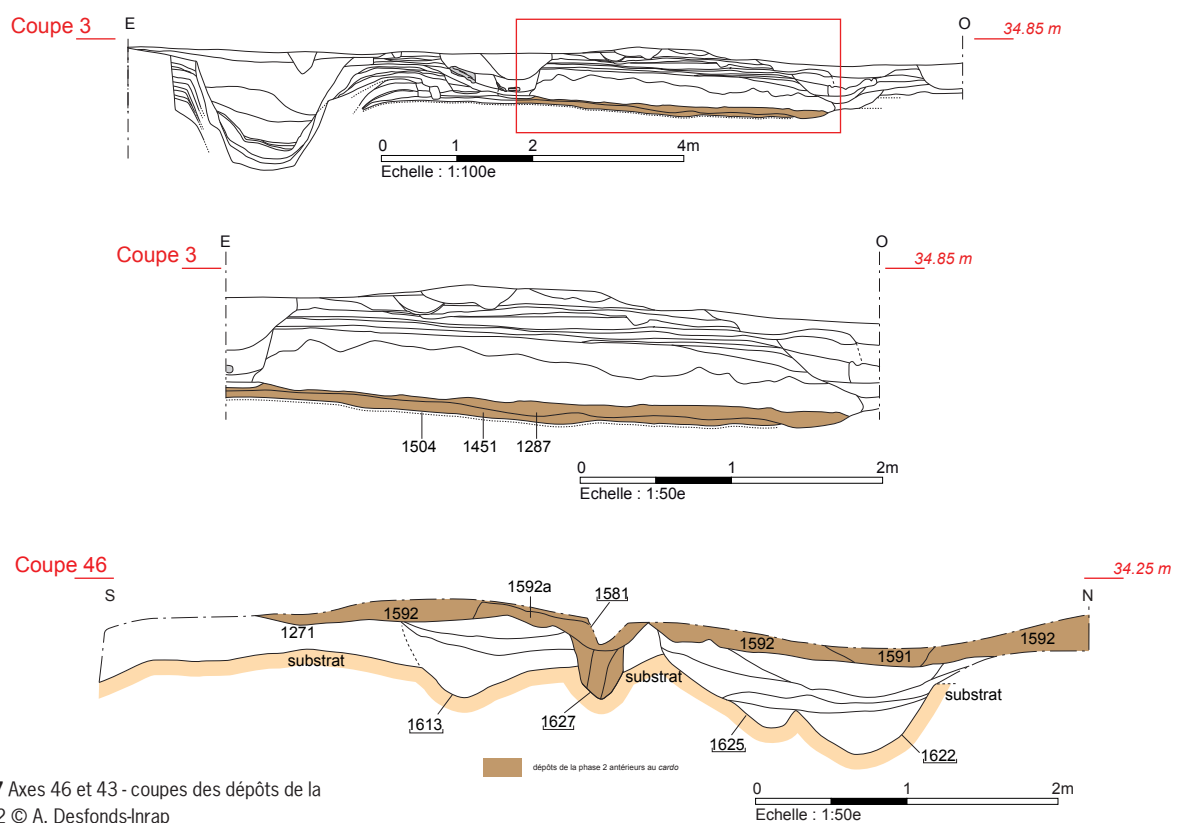 Coupe 3
E
O
34.85 m
0 1 2 4m
Echelle : 1:100e
E
O
Coupe 3
34.85 m
1504 1451 1287
0 1 2m
Echelle : 1:50e
Coupe 46
34.25 m
S
N
1592a
1581
1592
1271
1592
1591
1592
substrat
substrat
substrat
1613
1627
1625
1622
dépôts de la phase 2 antérieurs au cardo
7 Axes 46 et 43 - coupes des dépôts de la
2 © A. Desfonds-Inrap
0 1 2m
Echelle : 1:50e